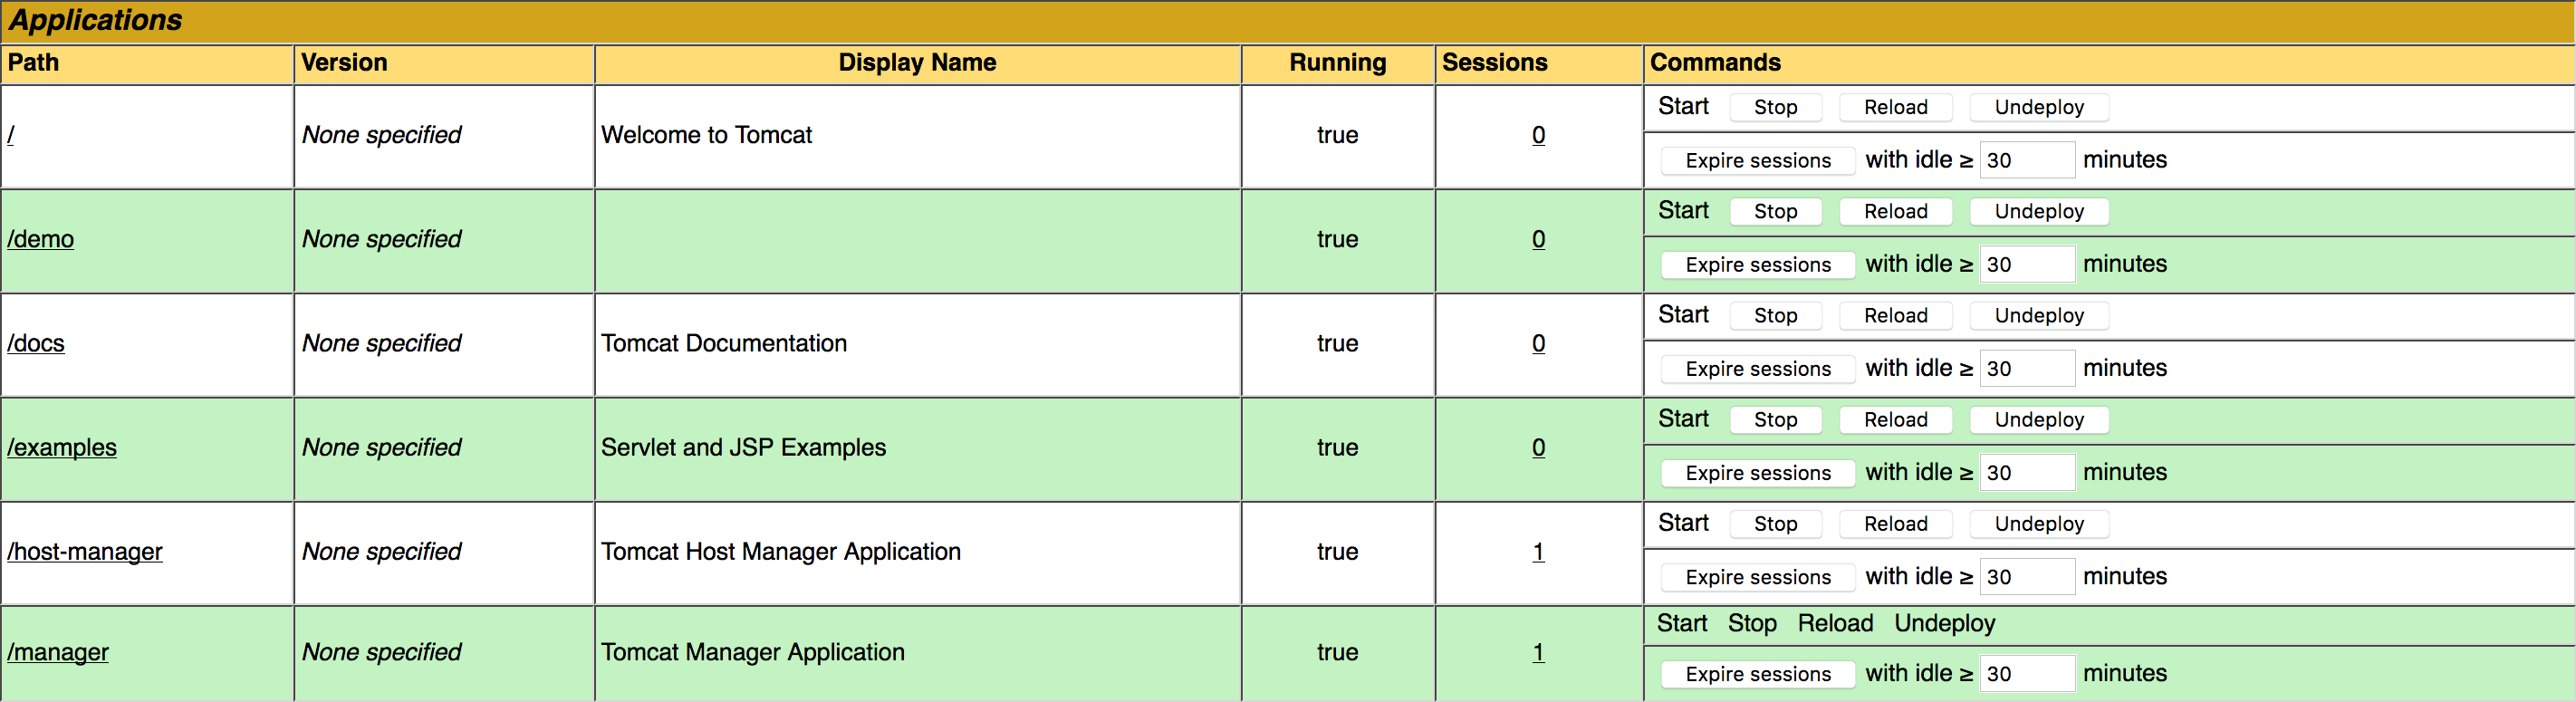 Applications
Path Version Display Name Running Sessions Commands
/ None specified Welcome to Tomcat true 0 Start Stop Reload Undeploy
Expire sessions with idle ≥ 30 minutes
/demo None specified true 0 Start Stop Reload Undeploy
Expire sessions with idle ≥ 30 minutes
/docs None specified Tomcat Documentation true 0 Start Stop Reload Undeploy
Expire sessions with idle ≥ 30 minutes
/examples None specified Servlet and JSP Examples true 0 Start Stop Reload Undeploy
Expire sessions with idle ≥ 30 minutes
/host-manager None specified Tomcat Host Manager Application true 1 Start Stop Reload Undeploy
Expire sessions with idle ≥ 30 minutes
/manager None specified Tomcat Manager Application true 1 Start Stop Reload Undeploy
Expire sessions with idle ≥ 30 minutes